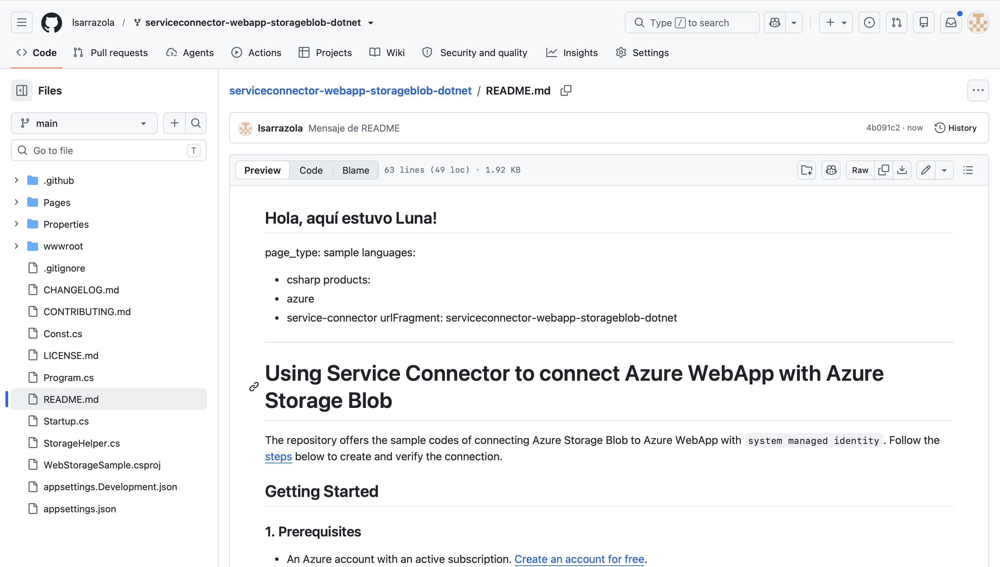 lsarrazola / serviceconnector-webapp-storageblob-dotnet
Type / to search
Code Pull requests Agents Actions Projects Wiki Security and quality Insights Settings
Files
main
Go to file T
.github
Pages
Properties
wwwroot
.gitignore
CHANGELOG.md
CONTRIBUTING.md
Const.cs
LICENSE.md
Program.cs
README.md
Startup.cs
StorageHelper.cs
WebStorageSample.csproj
appsettings.Development.json
appsettings.json
serviceconnector-webapp-storageblob-dotnet / README.md
lsarrazola Mensaje de README 4b091c2 · now History
Preview Code Blame 63 lines (49 loc) · 1.92 KB Raw
Hola, aquí estuvo Luna!
page_type: sample languages:
• csharp products:
• azure
• service-connector urlFragment: serviceconnector-webapp-storageblob-dotnet
Using Service Connector to connect Azure WebApp with Azure
Storage Blob
The repository offers the sample codes of connecting Azure Storage Blob to Azure WebApp with system managed identity. Follow the
steps below to create and verify the connection.
Getting Started
1. Prerequisites
• An Azure account with an active subscription. Create an account for free.